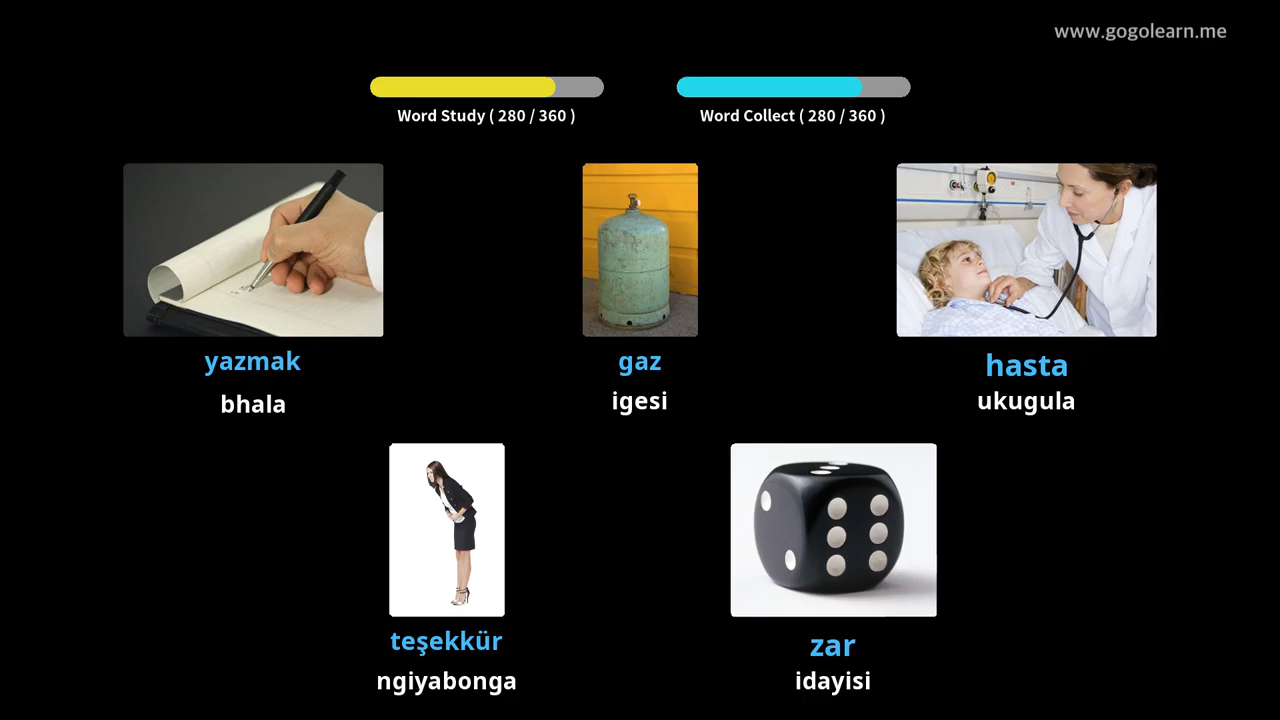 www.gogolearn.me
Word Study ( 280 / 360 )
Word Collect ( 280 / 360 )
yazmak
bhala
gaz
igesi
hasta
ukugula
teşekkür
ngiyabonga
zar
idayisi